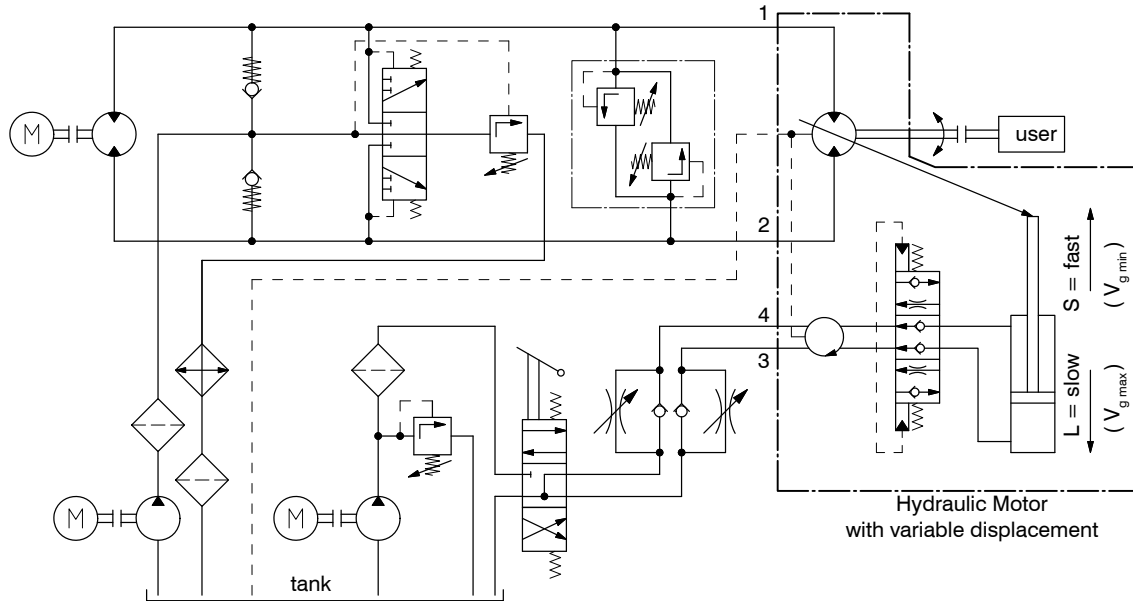 1
M
user
2
S = fast
( V g min )
4
3
L = slow
( V g max )
M
M
Hydraulic Motor
with variable displacement
tank